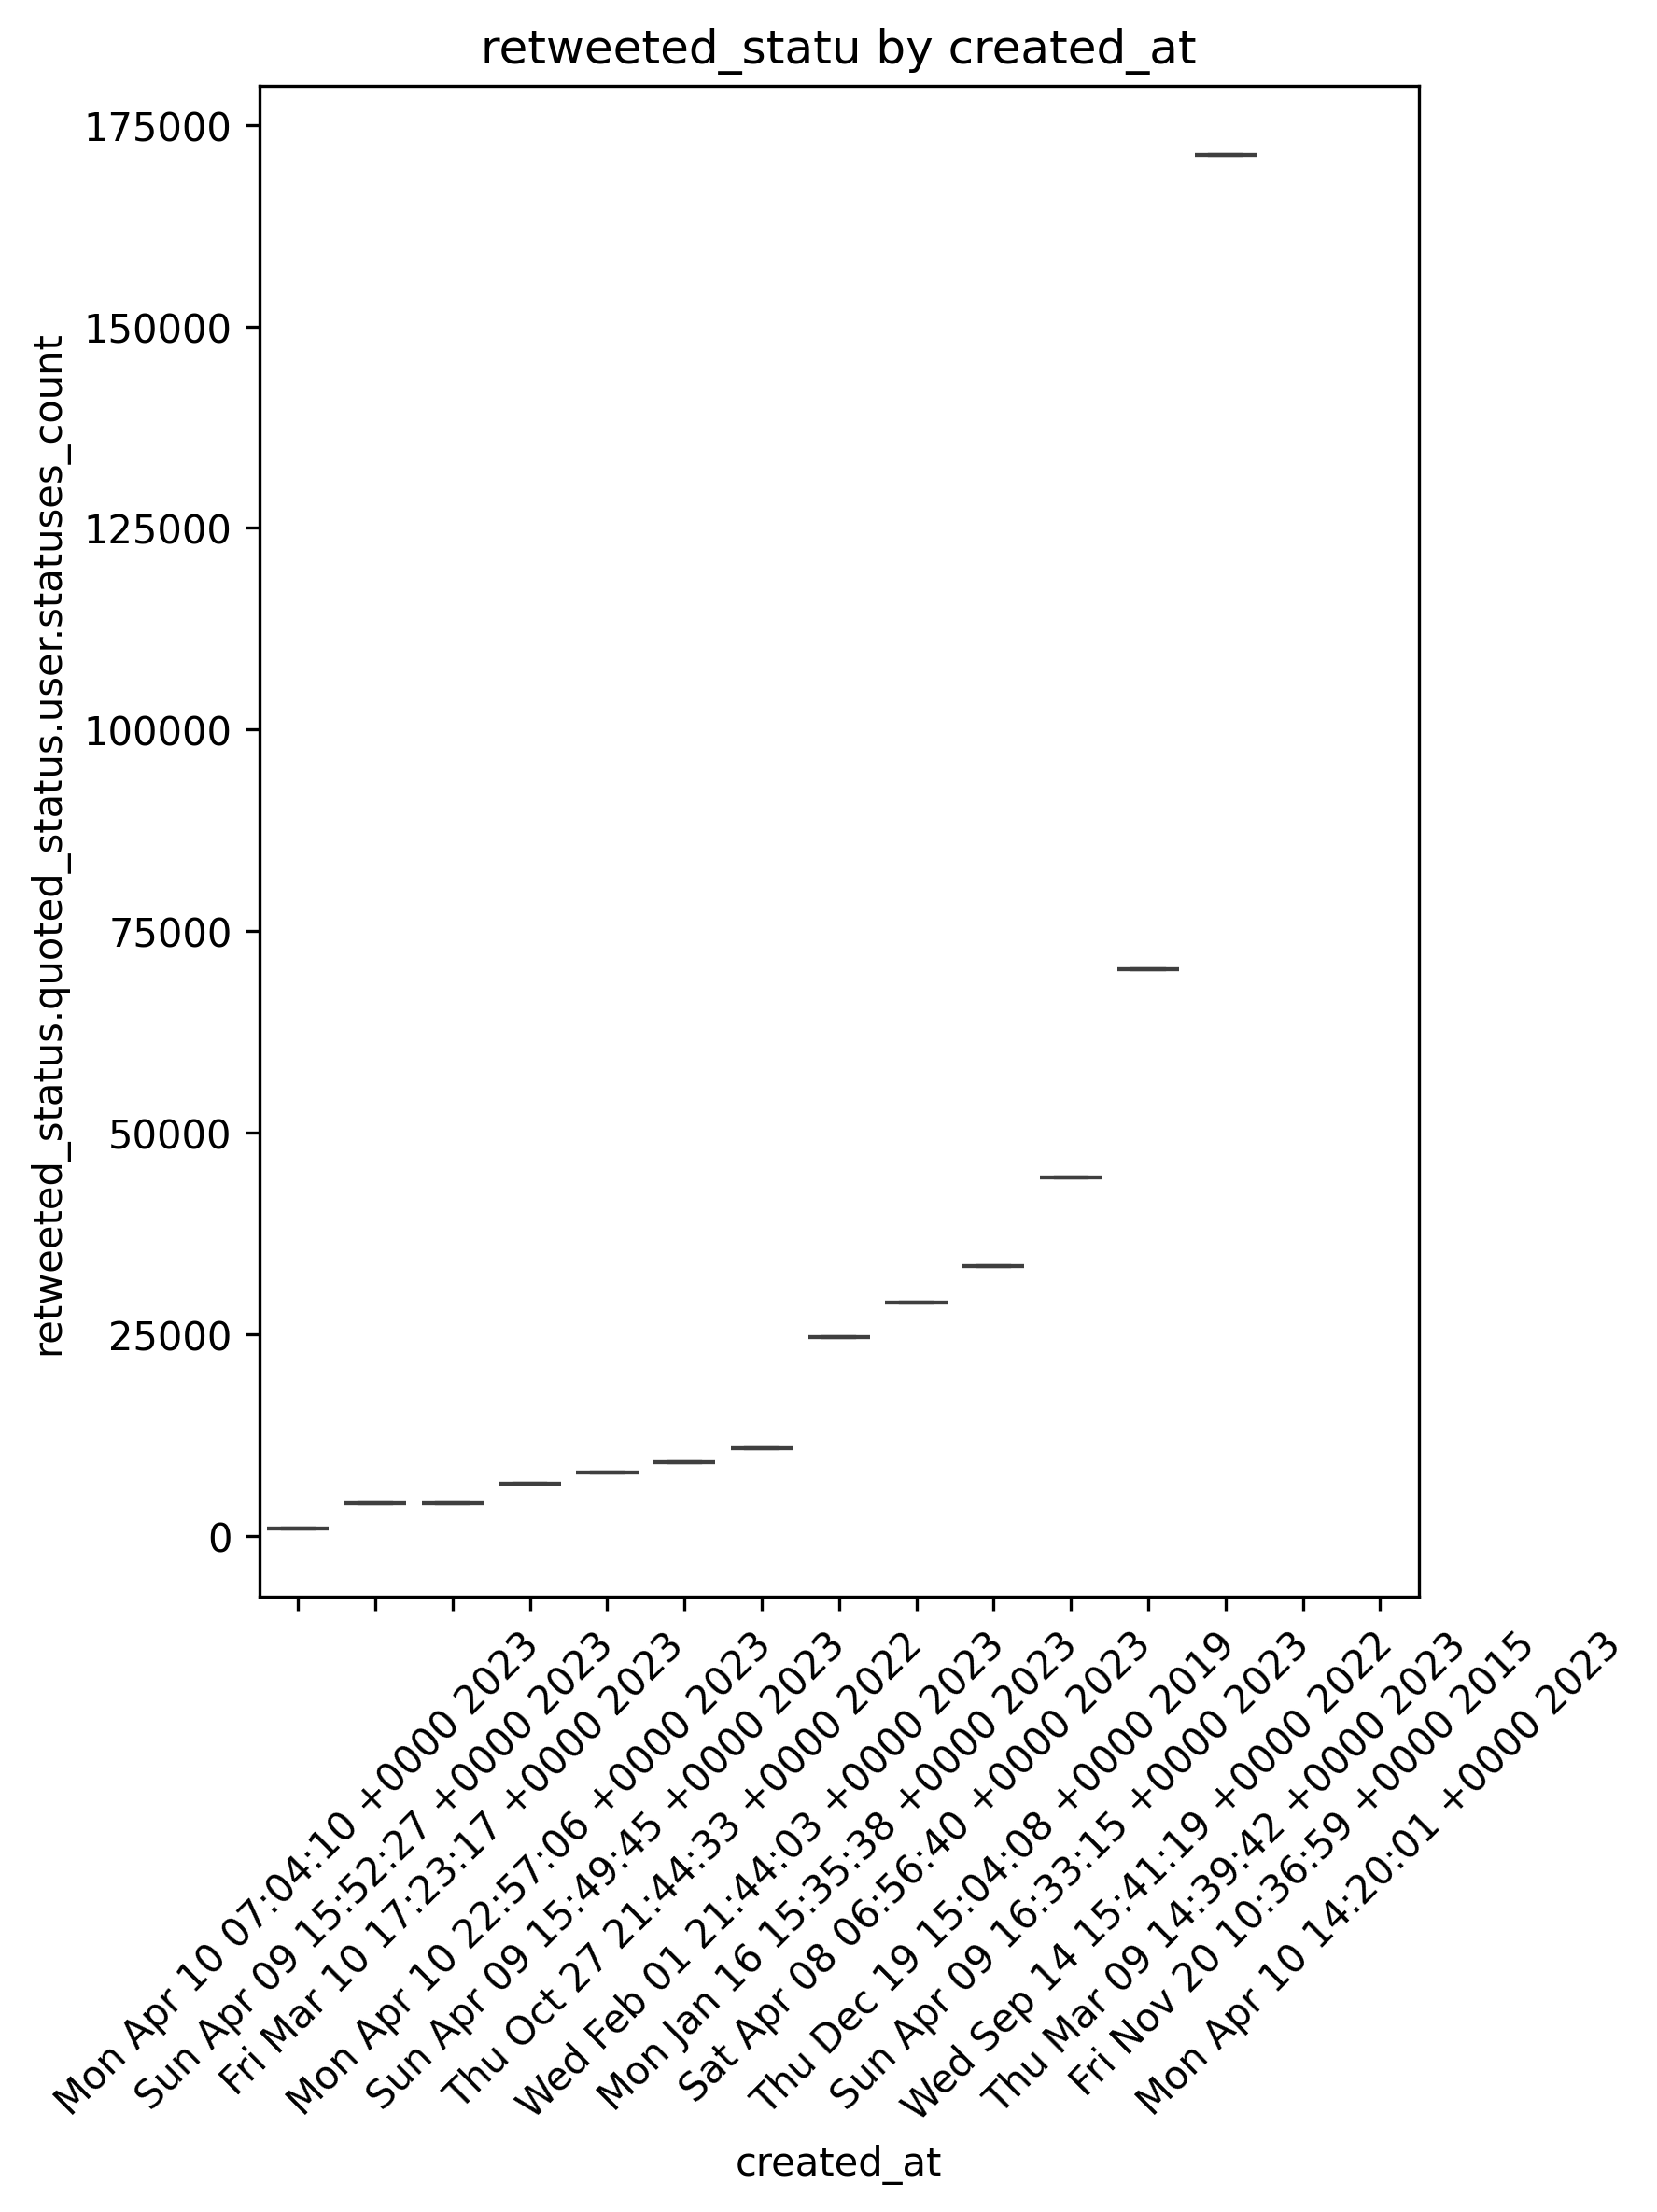 retweeted_statu by created_at
retweeted_status.quoted_status.user.statuses_count
175000
150000
125000
100000
75000
50000
25000
0
Mon Apr 10 07:04:10 +0000 2023
Sun Apr 09 15:52:27 +0000 2023
Fri Mar 10 17:23:17 +0000 2023
Mon Apr 10 22:57:06 +0000 2023
Sun Apr 09 15:49:45 +0000 2023
Thu Oct 27 21:44:33 +0000 2022
Wed Feb 01 21:44:03 +0000 2023
Mon Jan 16 15:35:38 +0000 2023
Sat Apr 08 06:56:40 +0000 2023
Thu Dec 19 15:04:08 +0000 2019
Sun Apr 09 16:33:15 +0000 2023
Wed Sep 14 15:41:19 +0000 2022
Thu Mar 09 14:39:42 +0000 2023
Fri Nov 20 10:36:59 +0000 2015
Mon Apr 10 14:20:01 +0000 2023
created_at